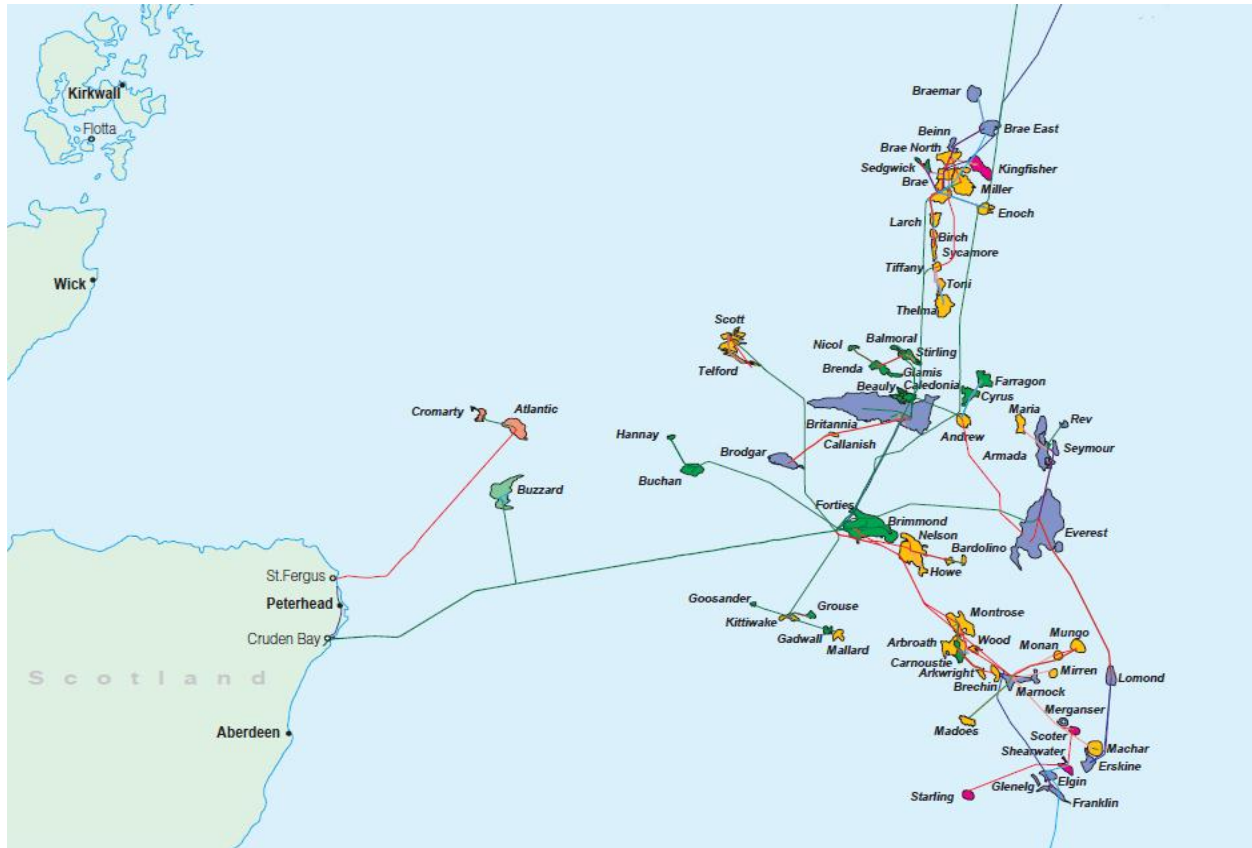 Kirkwall
Flotta
Wick
Braemar
Brae East
Beinn
Brae North
Sedgwick
Kingfisher
Brae
Miller
Enoch
Larch
Birch
Sycamore
Tiffany
Toni
Thelma
Scott
Telford
Nicol
Balmoral
Stirling
Brenda
Glamis
Beauly
Caledonia
Farragon
Cyrus
Maria
Rev
Cromarty
Atlantic
Britannia
Callanish
Andrew
Seymour
Armada
Hannay
Brodgar
Buchan
Buzzard
Forties
Brimmond
Nelson
Everest
Bardolino
Howe
St.Fergus
Peterhead
Cruden Bay
Goosander
Grouse
Kittiwake
Gadwall
Mallard
Montrose
Arbroath
Wood
Mungo
Monan
Carnoustie
Arkwright
Mirren
Brechin
Marnock
Lomond
Scotland
Merganser
Madoes
Scoter
Aberdeen
Shearwater
Machar
Erskine
Elgin
Glenelg
Starling
Franklin